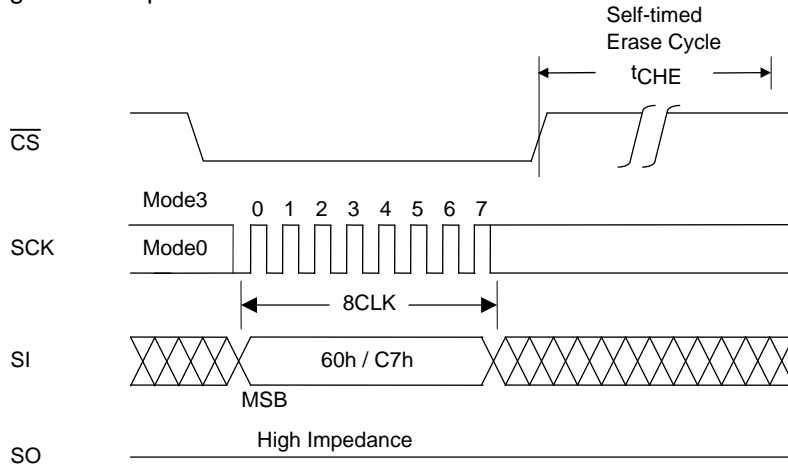 Self-timed
Erase Cycle
tCHE
CS
Mode3
0 1 2 3 4 5 6 7
SCK
Mode0
8CLK
SI
60h / C7h
MSB
High Impedance
SO